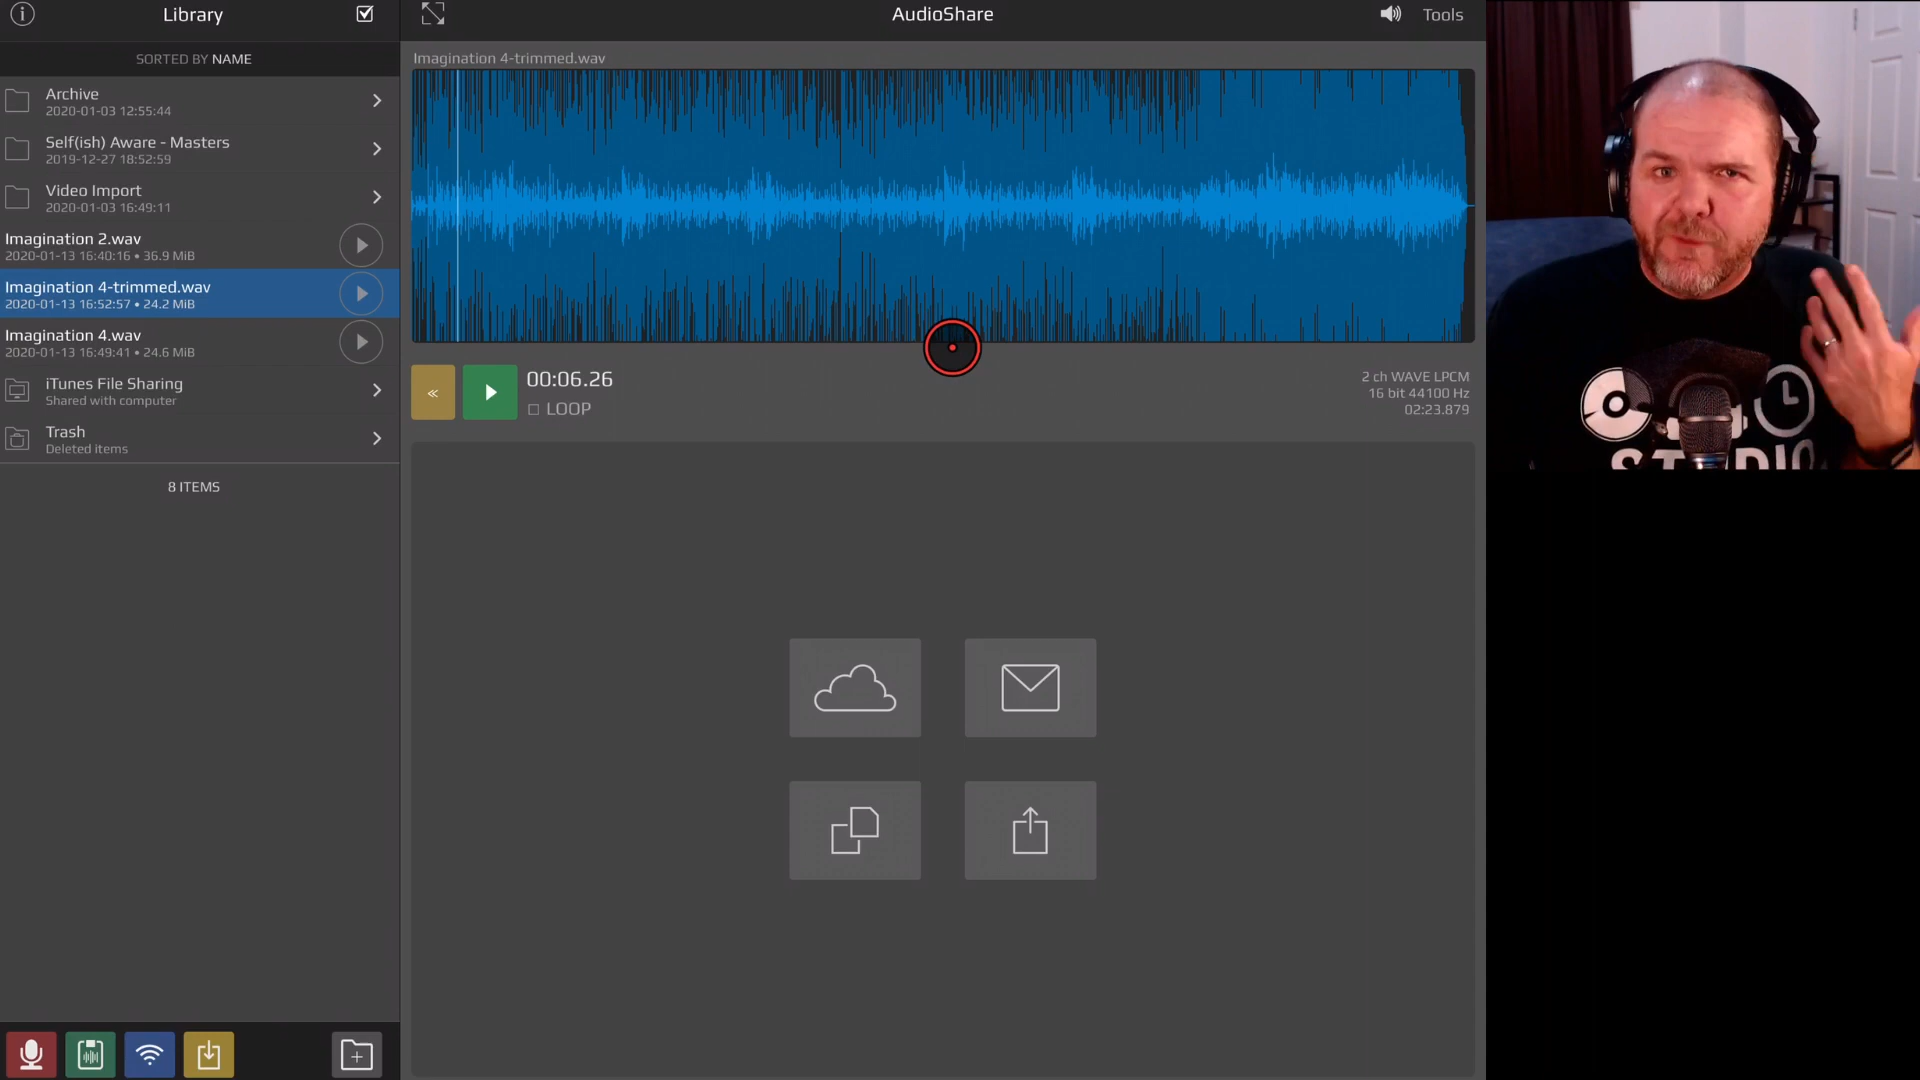 Library
AudioShare
Tools
SORTED BY NAME
Imagination 4-trimmed.wav
Archive
2020-01-03 12:55:44
Self(ish) Aware - Masters
2019-12-27 18:52:59
Video Import
2020-01-03 16:49:11
Imagination 2.wav
2020-01-13 16:40:16 • 36.9 MiB
Imagination 4-trimmed.wav
2020-01-13 16:52:57 • 24.2 MiB
Imagination 4.wav
2020-01-13 16:49:41 • 24.6 MiB
iTunes File Sharing
Shared with computer
Trash
Deleted items
8 ITEMS
00:06.26
LOOP
2 ch WAVE LPCM
16 bit 44100 Hz
02:23.879
STUDIO